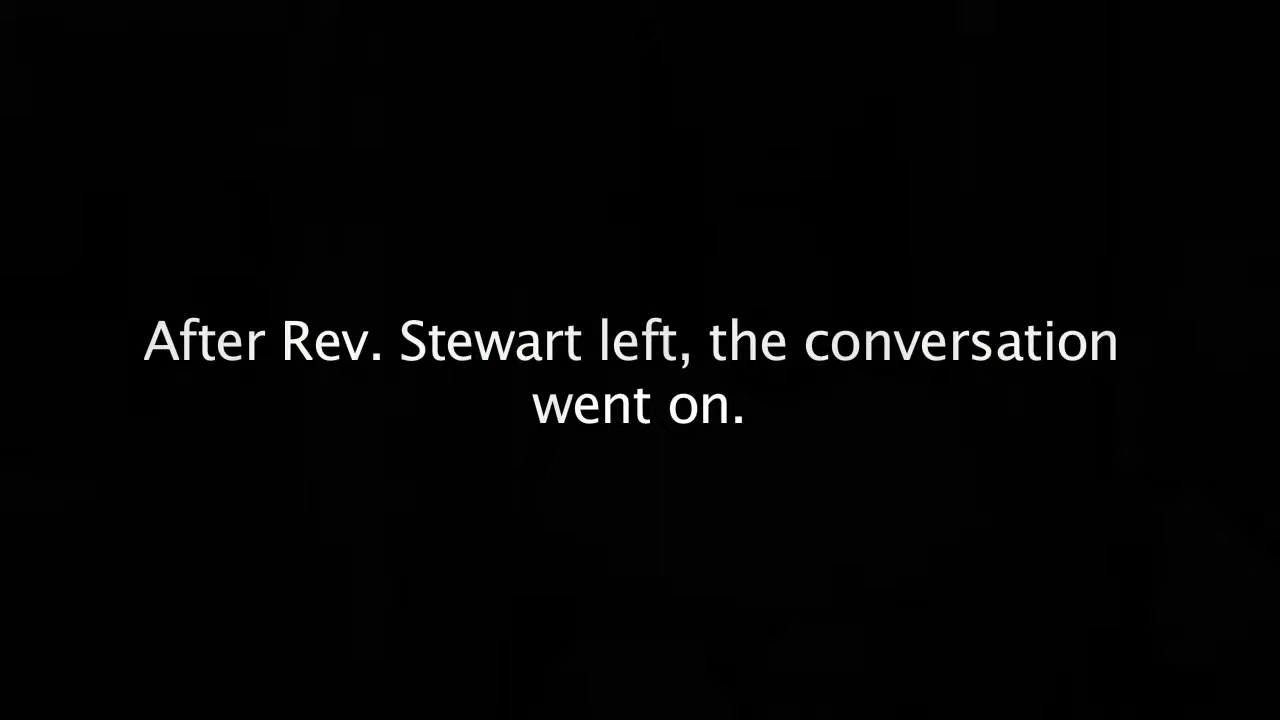 After Rev. Stewart left, the conversation
went on.